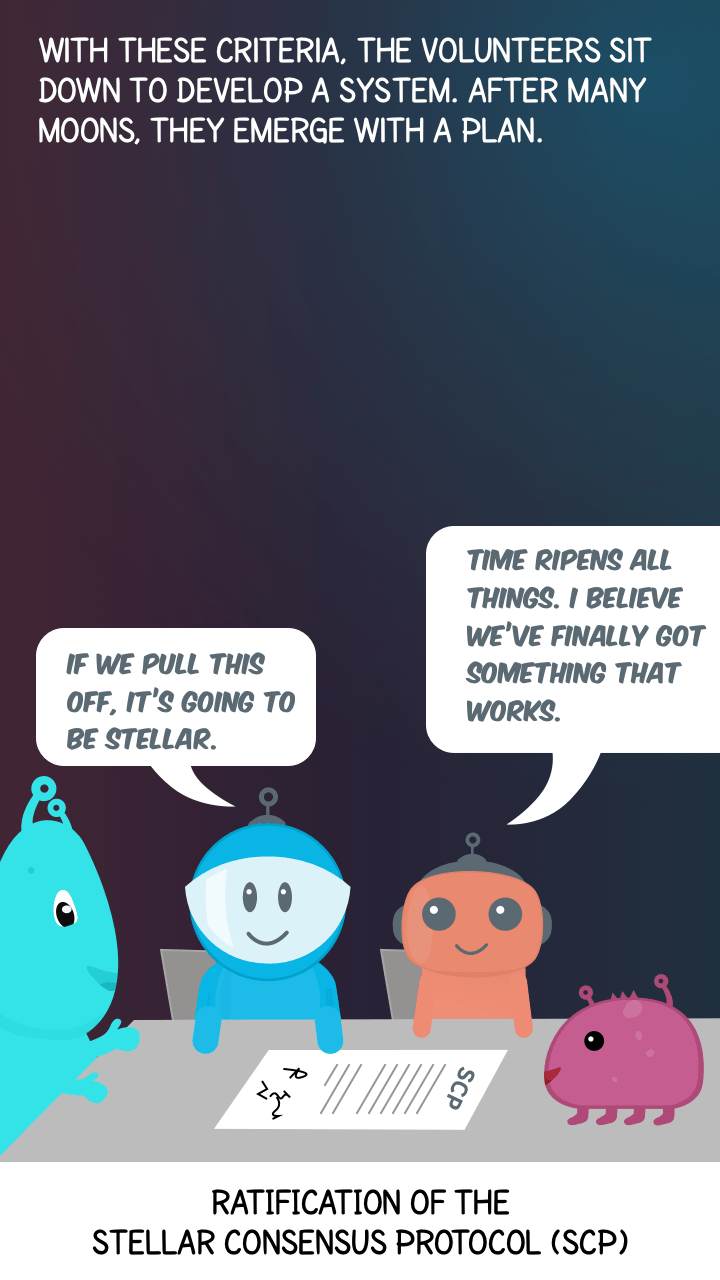 WITH THESE CRITERIA, THE VOLUNTEERS SIT
DOWN TO DEVELOP A SYSTEM. AFTER MANY
MOONS, THEY EMERGE WITH A PLAN.
TIME RIPENS ALL
THINGS. I BELIEVE
WE'VE FINALLY GOT
SOMETHING THAT
WORKS.
IF WE PULL THIS
OFF, IT'S GOING TO
BE STELLAR.
SCP
RATIFICATION OF THE
STELLAR CONSENSUS PROTOCOL (SCP)